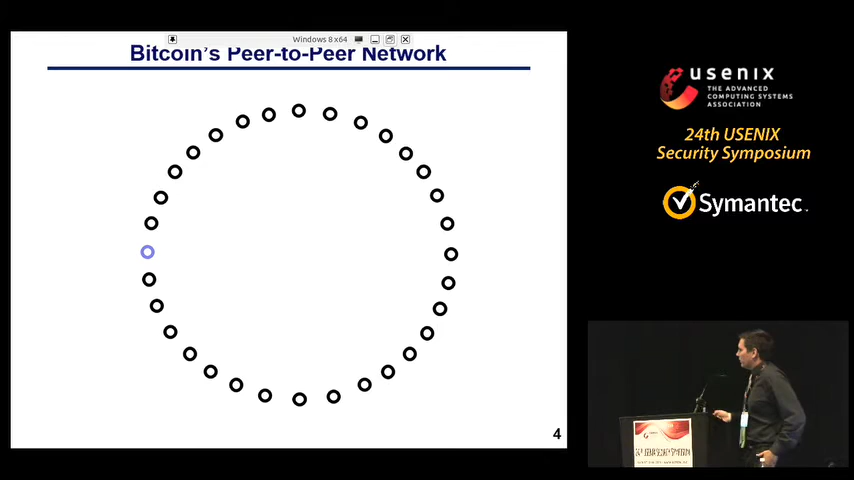 Windows 8 x64
Bitcoin's Peer-to-Peer Network
4
usenix
THE ADVANCED
COMPUTING SYSTEMS
ASSOCIATION
24th USENIX
Security Symposium
Symantec.